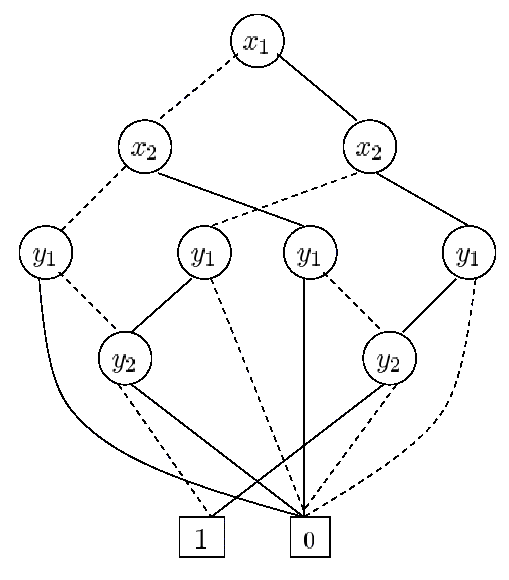 x₁
x₂ x₂
y₁ y₁ y₁ y₁
y₂ y₂
1 0